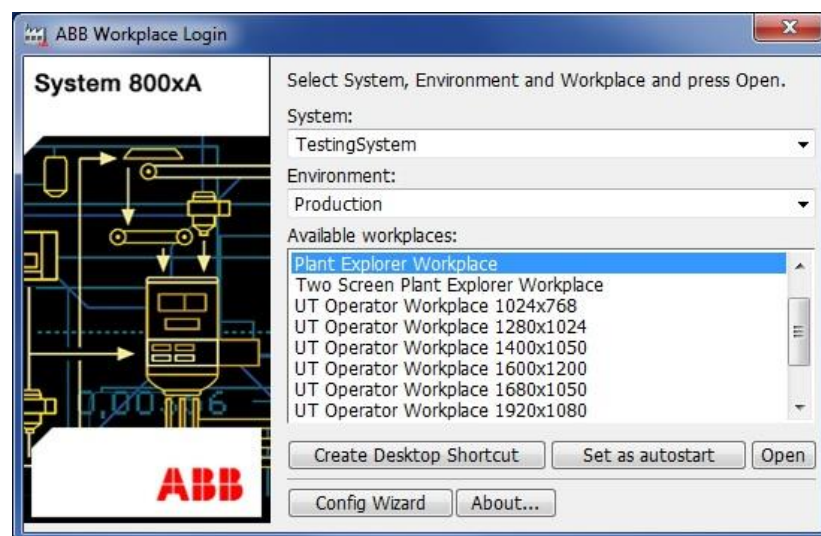 ABB Workplace Login
System 800xA
Select System, Environment and Workplace and press Open.
System:
TestingSystem
Environment:
Production
Available workplaces:
Plant Explorer Workplace
Two Screen Plant Explorer Workplace
UT Operator Workplace 1024x768
UT Operator Workplace 1280x1024
UT Operator Workplace 1400x1050
UT Operator Workplace 1600x1200
UT Operator Workplace 1680x1050
UT Operator Workplace 1920x1080
Create Desktop Shortcut Set as autostart Open
ABB
Config Wizard About...